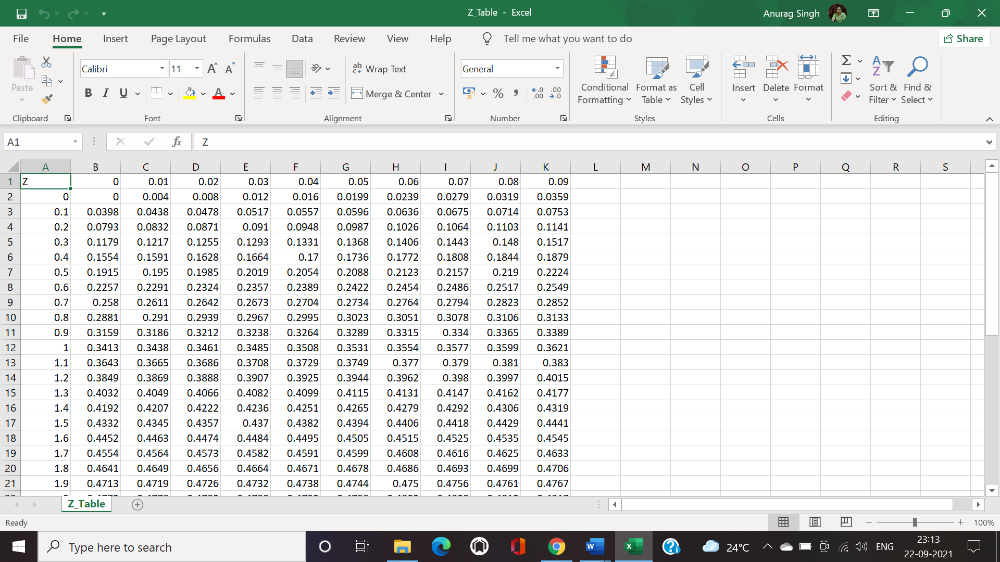 Z_Table - Excel
Anurag Singh
File Home Insert Page Layout Formulas Data Review View Help Tell me what you want to do Share
Paste
Clipboard
Calibri 11
B I U
Font
ab Wrap Text
Merge & Center
Alignment
General
Number
Conditional Formatting
Format as Table
Cell Styles
Styles
Insert Delete Format
Cells
Sort & Filter
Find & Select
Editing
A1 fx Z
A B C D E F G H I J K L M N O P Q R S
1 Z 0 0.01 0.02 0.03 0.04 0.05 0.06 0.07 0.08 0.09
2 0 0 0.004 0.008 0.012 0.016 0.0199 0.0239 0.0279 0.0319 0.0359
3 0.1 0.0398 0.0438 0.0478 0.0517 0.0557 0.0596 0.0636 0.0675 0.0714 0.0753
4 0.2 0.0793 0.0832 0.0871 0.091 0.0948 0.0987 0.1026 0.1064 0.1103 0.1141
5 0.3 0.1179 0.1217 0.1255 0.1293 0.1331 0.1368 0.1406 0.1443 0.148 0.1517
6 0.4 0.1554 0.1591 0.1628 0.1664 0.17 0.1736 0.1772 0.1808 0.1844 0.1879
7 0.5 0.1915 0.195 0.1985 0.2019 0.2054 0.2088 0.2123 0.2157 0.219 0.2224
8 0.6 0.2257 0.2291 0.2324 0.2357 0.2389 0.2422 0.2454 0.2486 0.2517 0.2549
9 0.7 0.258 0.2611 0.2642 0.2673 0.2704 0.2734 0.2764 0.2794 0.2823 0.2852
10 0.8 0.2881 0.291 0.2939 0.2967 0.2995 0.3023 0.3051 0.3078 0.3106 0.3133
11 0.9 0.3159 0.3186 0.3212 0.3238 0.3264 0.3289 0.3315 0.334 0.3365 0.3389
12 1 0.3413 0.3438 0.3461 0.3485 0.3508 0.3531 0.3554 0.3577 0.3599 0.3621
13 1.1 0.3643 0.3665 0.3686 0.3708 0.3729 0.3749 0.377 0.379 0.381 0.383
14 1.2 0.3849 0.3869 0.3888 0.3907 0.3925 0.3944 0.3962 0.398 0.3997 0.4015
15 1.3 0.4032 0.4049 0.4066 0.4082 0.4099 0.4115 0.4131 0.4147 0.4162 0.4177
16 1.4 0.4192 0.4207 0.4222 0.4236 0.4251 0.4265 0.4279 0.4292 0.4306 0.4319
17 1.5 0.4332 0.4345 0.4357 0.437 0.4382 0.4394 0.4406 0.4418 0.4429 0.4441
18 1.6 0.4452 0.4463 0.4474 0.4484 0.4495 0.4505 0.4515 0.4525 0.4535 0.4545
19 1.7 0.4554 0.4564 0.4573 0.4582 0.4591 0.4599 0.4608 0.4616 0.4625 0.4633
20 1.8 0.4641 0.4649 0.4656 0.4664 0.4671 0.4678 0.4686 0.4693 0.4699 0.4706
21 1.9 0.4713 0.4719 0.4726 0.4732 0.4738 0.4744 0.475 0.4756 0.4761 0.4767
Z_Table
Ready
100%
Type here to search
24°C
ENG
23:13
22-09-2021